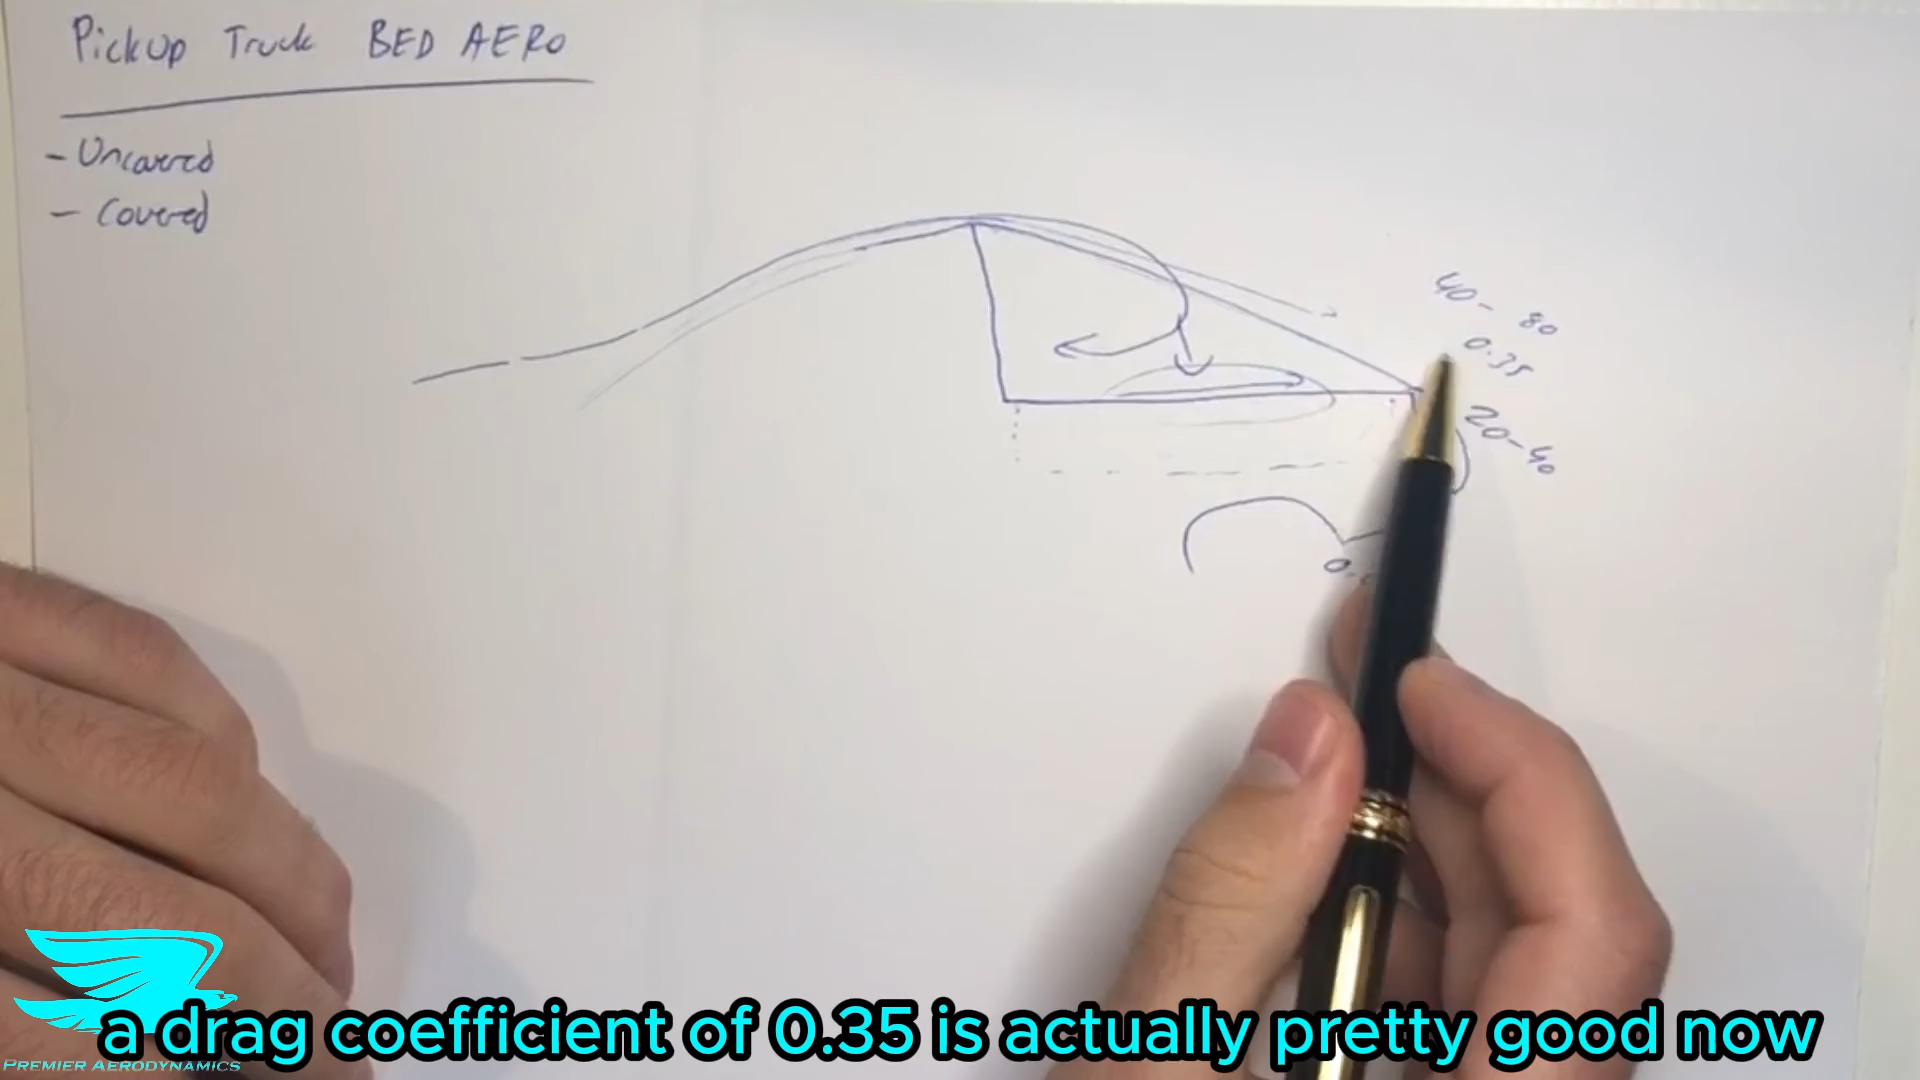 Pickup Truck BED AERO
- Uncovered
- Covered
40 - 80
0.35
20-40
0.
a drag coefficient of 0.35 is actually pretty good now
PREMIER AERODYNAMICS